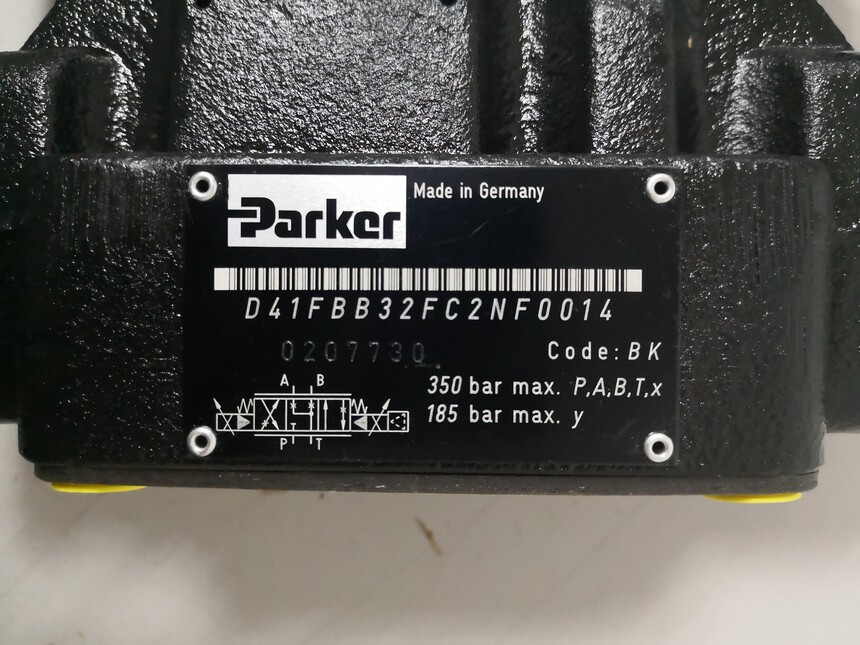 Parker
Made in Germany
D41FBB32FC2NF0014
0207730
Code: BK
350 bar max. P,A,B,T,x
185 bar max. y
A B
P T